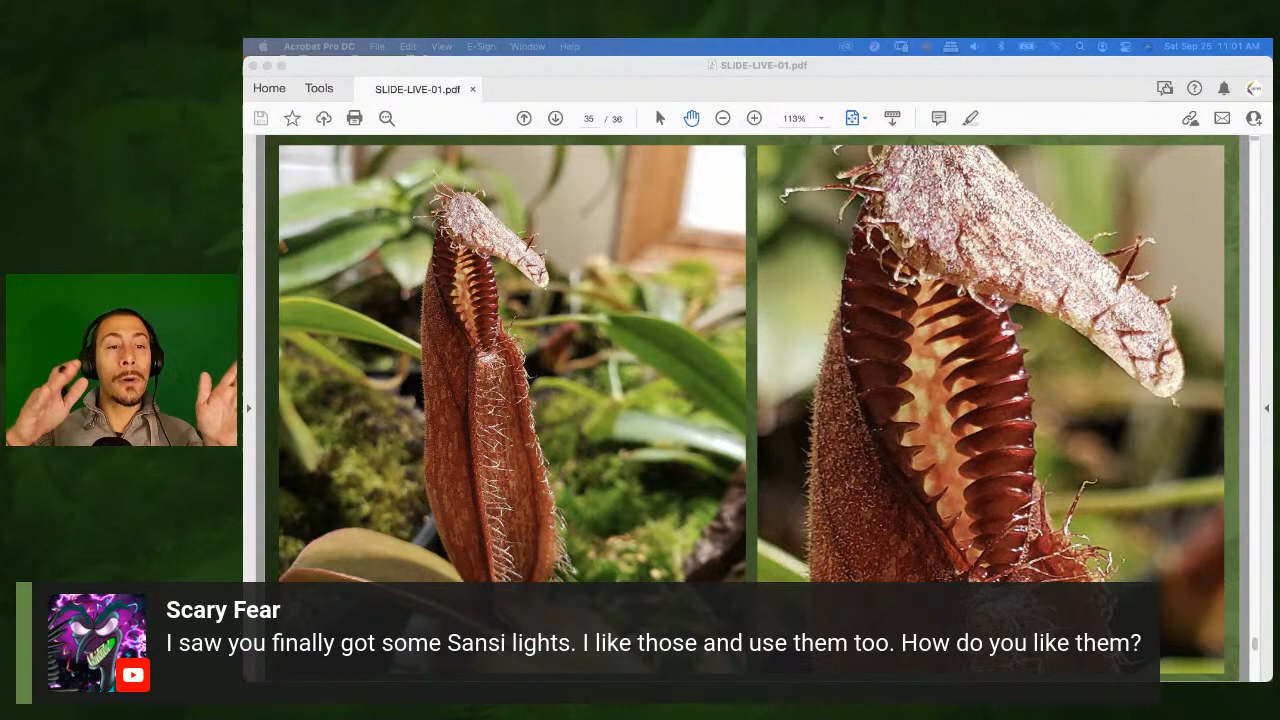 Acrobat Pro DC File Edit View E-Sign Window Help Sat Sep 25 11:01 AM
SLIDE-LIVE-01.pdf
Home Tools SLIDE-LIVE-01.pdf ×
35 / 36 113%
Scary Fear
I saw you finally got some Sansi lights. I like those and use them too. How do you like them?